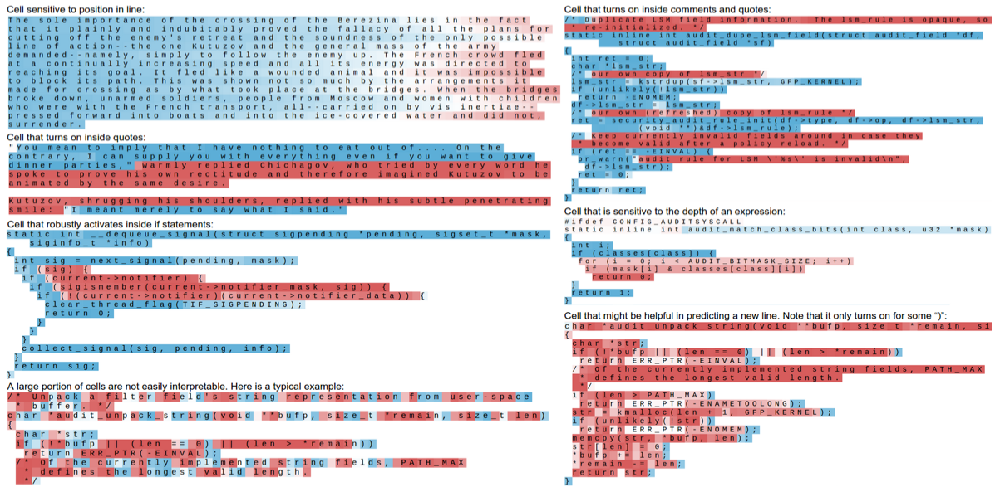 Cell sensitive to position in line:
The sole importance of the crossing of the Berezina lies in the fact
that it plainly and indubitably proved the fallacy of all the plans for
cutting off the enemy's retreat and the soundness of the only possible
line of action--the one Kutuzov and the general mass of the army
demanded--namely, simply to follow the enemy up. The French crowd fled
at a continually increasing speed and all its energy was directed to
reaching its goal. It fled like a wounded animal and it was impossible
to block its path. This was shown not so much by the arrangements it
made for crossing as by what took place at the bridges. When the bridges
broke down, unarmed soldiers, people from Moscow and women with children
who were with the French transport, all--carried on by vis inertiae--
pressed forward into boats and into the ice-covered water and did not,
surrender.
Cell that turns on inside quotes:
"You mean to imply that I have nothing to eat out of.... On the
contrary, I can supply you with everything even if you want to give
dinner parties," warmly replied Chichagov, who tried by every word he
spoke to prove his own rectitude and therefore imagined Kutuzov to be
animated by the same desire.
Kutuzov, shrugging his shoulders, replied with his subtle penetrating
smile: "I meant merely to say what I said."
Cell that robustly activates inside if statements:
static int __dequeue_signal(struct sigpending *pending, sigset_t *mask,
siginfo_t *info)
{
int sig = next_signal(pending, mask);
if (sig) {
if (current->notifier) {
if (sigismember(current->notifier_mask, sig)) {
if (!(current->notifier)(current->notifier_data)) {
clear_thread_flag(TIF_SIGPENDING);
return 0;
}
}
}
collect_signal(sig, pending, info);
}
return sig;
}
A large portion of cells are not easily interpretable. Here is a typical example:
/* Unpack a filter field's string representation from user-space
* buffer. */
char *audit_unpack_string(void **bufp, size_t *remain, size_t len)
{
char *str;
if (!*bufp || (len == 0) || (len > *remain))
return ERR_PTR(-EINVAL);
/* Of the currently implemented string fields, PATH_MAX
* defines the longest valid length.
*/
Cell that turns on inside comments and quotes:
/* Duplicate LSM field information. The lsm_rule is opaque, so
* re-initialized. */
static inline int audit_dupe_lsm_field(struct audit_field *df,
struct audit_field *sf)
{
int ret = 0;
char *lsm_str;
/* our own copy of lsm_str */
lsm_str = kstrdup(sf->lsm_str, GFP_KERNEL);
if (unlikely(!lsm_str))
return -ENOMEM;
df->lsm_str = lsm_str;
/* our own (refreshed) copy of lsm_rule */
ret = security_audit_rule_init(df->type, df->op, df->lsm_str,
(void **)&df->lsm_rule);
/* Keep currently invalid fields around in case they
* become valid after a policy reload. */
if (ret == -EINVAL) {
pr_warn("audit rule for LSM \'%s\' is invalid\n",
df->lsm_str);
ret = 0;
}
return ret;
}
Cell that is sensitive to the depth of an expression:
#ifdef CONFIG_AUDITSYSCALL
static inline int audit_match_class_bits(int class, u32 *mask)
{
int i;
if (classes[class]) {
for (i = 0; i < AUDIT_BITMASK_SIZE; i++)
if (mask[i] & classes[class][i])
return 0;
}
return 1;
}
Cell that might be helpful in predicting a new line. Note that it only turns on for some “)”:
char *audit_unpack_string(void **bufp, size_t *remain, si
{
char *str;
if (!*bufp || (len == 0) || (len > *remain))
return ERR_PTR(-EINVAL);
/* Of the currently implemented string fields, PATH_MAX
* defines the longest valid length.
*/
if (len > PATH_MAX)
return ERR_PTR(-ENAMETOOLONG);
str = kmalloc(len + 1, GFP_KERNEL);
if (unlikely(!str))
return ERR_PTR(-ENOMEM);
memcpy(str, *bufp, len);
str[len] = 0;
*bufp += len;
*remain -= len;
return str;
}